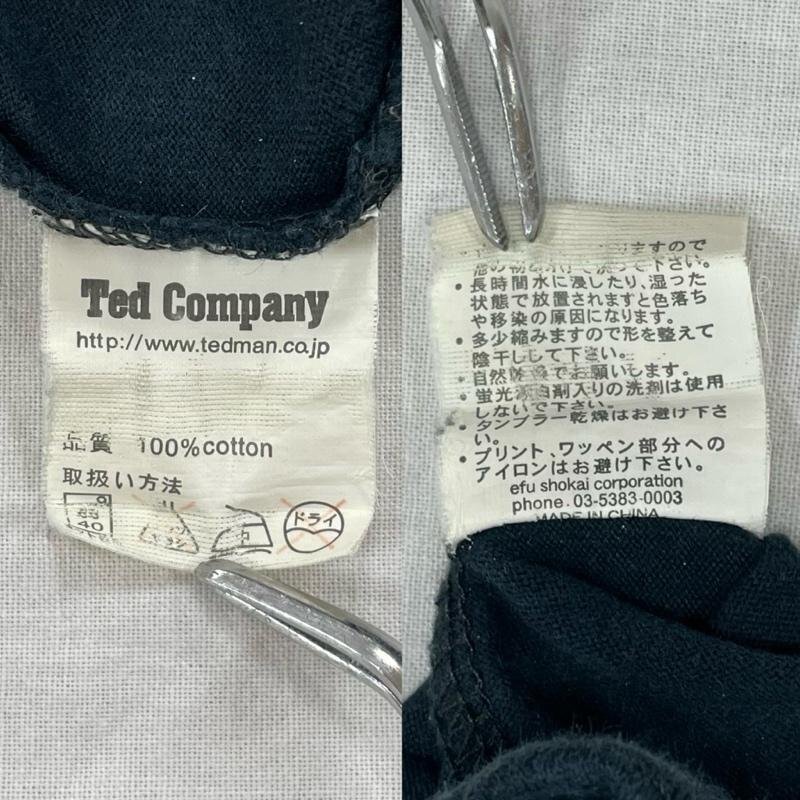 Ted Company
http://www.tedman.co.jp
品質 100%cotton
取扱い方法
40
ドライ
ますので
下さい。
• 長時間水に浸したり、湿った
状態で放置されますと色落ち
や移染の原因になります。
• 多少縮みますので形を整えて
陰干しして下さい。
• 自然乾燥でお願いします。
• 蛍光漂白剤入りの洗剤は使用
しないで下さい。
• タンブラー乾燥はお避け下さ
い。
• プリント、ワッペン部分への
アイロンはお避け下さい。
efu shokai corporation
phone. 03-5383-0003
MADE IN CHINA